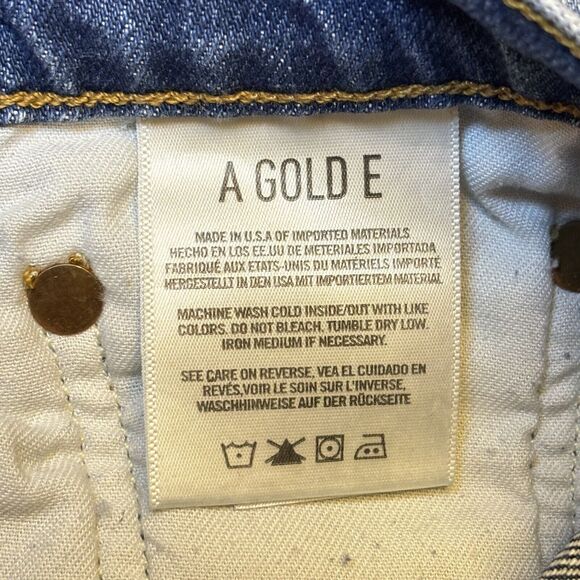 A GOLD E
MADE IN U.S.A OF IMPORTED MATERIALS
HECHO EN LOS EE.UU DE METERIALES IMPORTADA
FABRIQUÉ AUX ETATS-UNIS DU MATÉRIELS IMPORTÉ
HERGESTELLT IN DEN USA MIT IMPORTIERTEM MATERIAL
MACHINE WASH COLD INSIDE/OUT WITH LIKE
COLORS. DO NOT BLEACH. TUMBLE DRY LOW.
IRON MEDIUM IF NECESSARY.
SEE CARE ON REVERSE, VEA EL CUIDADO EN
REVÉS,VOIR LE SOIN SUR L'INVERSE,
WASCHHINWEISE AUF DER RÜCKSEITE